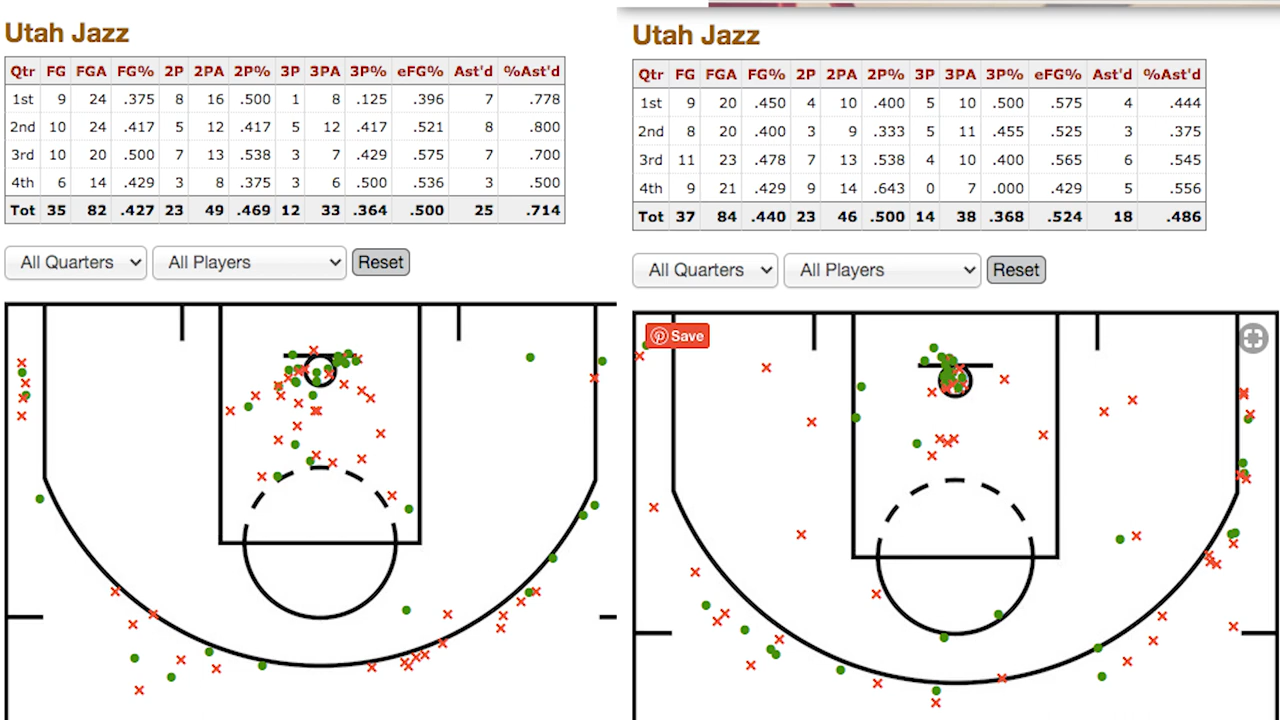 Utah Jazz
Qtr FG FGA FG% 2P 2PA 2P% 3P 3PA 3P% eFG% Ast'd %Ast'd
1st 9 24 .375 8 16 .500 1 8 .125 .396 7 .778
2nd 10 24 .417 5 12 .417 5 12 .417 .521 8 .800
3rd 10 20 .500 7 13 .538 3 7 .429 .575 7 .700
4th 6 14 .429 3 8 .375 3 6 .500 .536 3 .500
Tot 35 82 .427 23 49 .469 12 33 .364 .500 25 .714
All Quarters All Players Reset
Utah Jazz
Qtr FG FGA FG% 2P 2PA 2P% 3P 3PA 3P% eFG% Ast'd %Ast'd
1st 9 20 .450 4 10 .400 5 10 .500 .575 4 .444
2nd 8 20 .400 3 9 .333 5 11 .455 .525 3 .375
3rd 11 23 .478 7 13 .538 4 10 .400 .565 6 .545
4th 9 21 .429 9 14 .643 0 7 .000 .429 5 .556
Tot 37 84 .440 23 46 .500 14 38 .368 .524 18 .486
All Quarters All Players Reset
Save